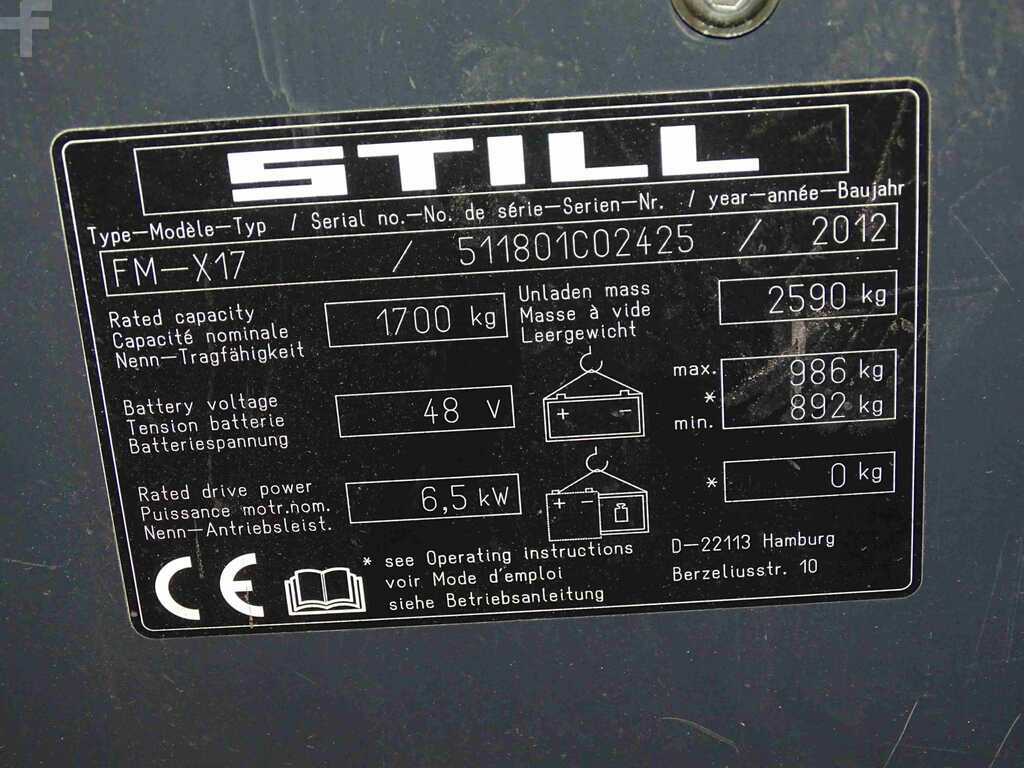 STILL
Type—Modèle—Typ / Serial no.—No. de série—Serien—Nr. / year—année—Baujahr
FM—X17 / 511801C02425 / 2012
Rated capacity
Capacité nominale
Nenn—Tragfähigkeit
1700 kg
Unladen mass
Masse à vide
Leergewicht
2590 kg
Battery voltage
Tension batterie
Batteriespannung
48 V
+ −
max. 986 kg
*
min. 892 kg
Rated drive power
Puissance motr.nom.
Nenn—Antriebsleist.
6,5 kW
+ −
* 0 kg
CE
* see Operating instructions
voir Mode d'emploi
siehe Betriebsanleitung
D—22113 Hamburg
Berzeliusstr. 10